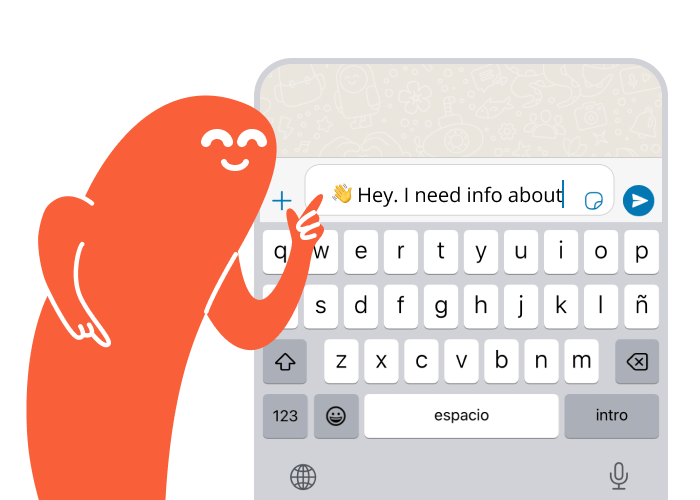 👋 Hey. I need info about
q w e r t y u i o p
s d f g h j k l ñ
z x c v b n m
123 espacio intro